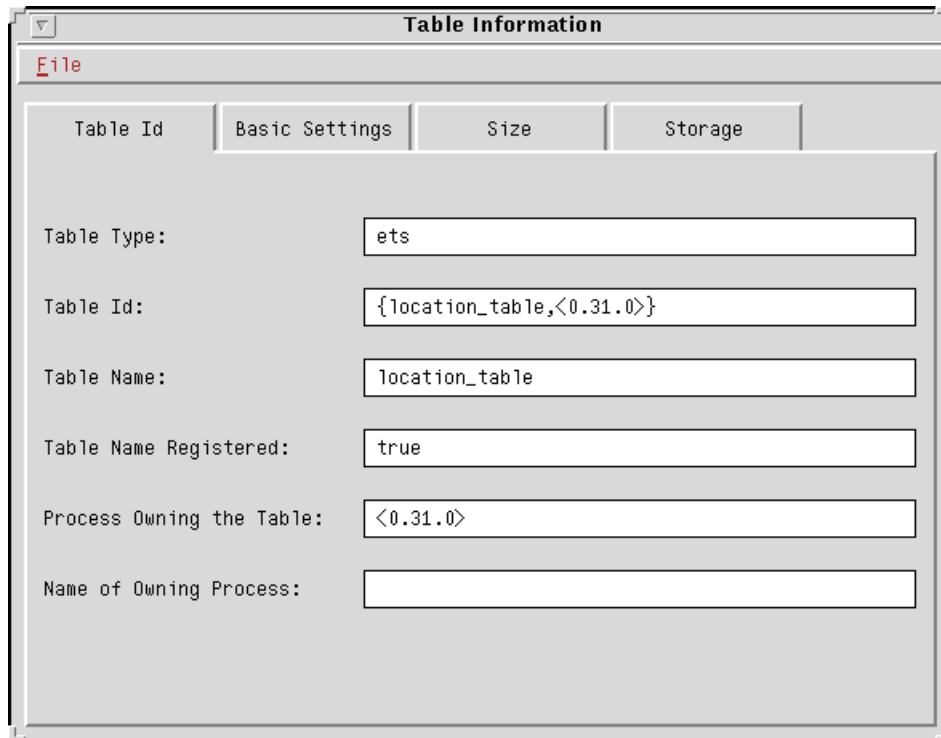 Table Information
File
Table Id Basic Settings Size Storage
Table Type: ets
Table Id: {location_table,<0.31.0>}
Table Name: location_table
Table Name Registered: true
Process Owning the Table: <0.31.0>
Name of Owning Process: